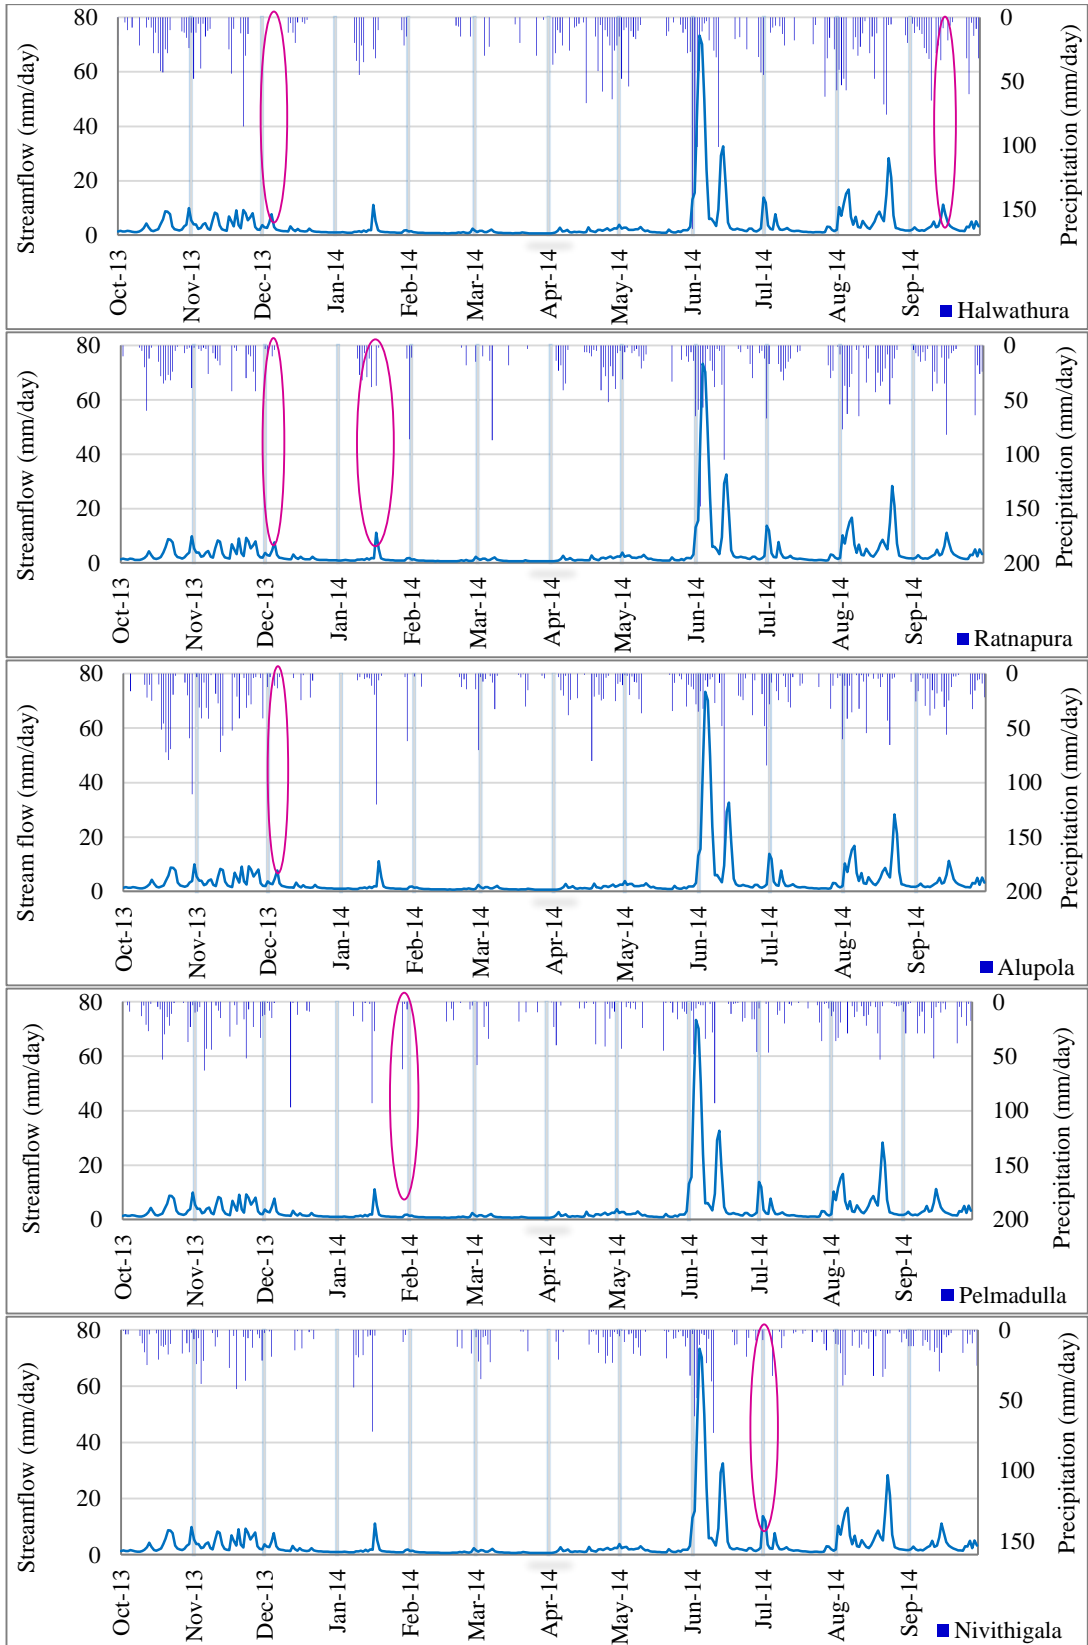 Streamflow (mm/day)
80
60
40
20
0
0
50
100
150
Precipitation (mm/day)
Oct-13
Nov-13
Dec-13
Jan-14
Feb-14
Mar-14
Apr-14
May-14
Jun-14
Jul-14
Aug-14
Sep-14
Halwathura
Streamflow (mm/day)
80
60
40
20
0
0
50
100
150
200
Precipitation (mm/day)
Oct-13
Nov-13
Dec-13
Jan-14
Feb-14
Mar-14
Apr-14
May-14
Jun-14
Jul-14
Aug-14
Sep-14
Ratnapura
Stream flow (mm/day)
80
60
40
20
0
0
50
100
150
200
Precipitation (mm/day)
Oct-13
Nov-13
Dec-13
Jan-14
Feb-14
Mar-14
Apr-14
May-14
Jun-14
Jul-14
Aug-14
Sep-14
Alupola
Streamflow (mm/day)
80
60
40
20
0
0
50
100
150
200
Precipitation (mm/day)
Oct-13
Nov-13
Dec-13
Jan-14
Feb-14
Mar-14
Apr-14
May-14
Jun-14
Jul-14
Aug-14
Sep-14
Pelmadulla
Streamflow (mm/day)
80
60
40
20
0
0
50
100
150
Precipitation (mm/day)
Oct-13
Nov-13
Dec-13
Jan-14
Feb-14
Mar-14
Apr-14
May-14
Jun-14
Jul-14
Aug-14
Sep-14
Nivithigala